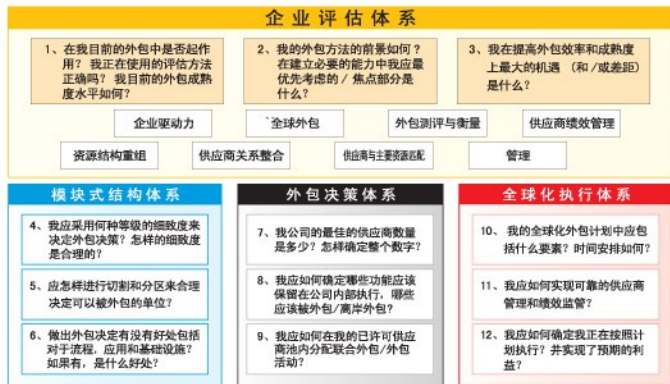 企业评估体系
1、在我目前的外包中是否起作
用？ 我正在使用的评估方法
正确吗？ 我目前的外包成熟
度水平如何？
2、我的外包方法的前景如何？
在建立必要的能力中我应最
优先考虑的 / 焦点部分是
什么？
3、我在提高外包效率和成熟度
上最大的机遇 （和 /或差距）
是什么？
企业驱动力
全球外包
外包测评与衡量
供应商绩效管理
资源结构重组
供应商关系整合
供应商与主要资源匹配
管理
模块式结构体系
4、我应采用何种等级的细致度来
决定外包决策？怎样的细致度
是合理的？
5、应怎样进行切割和分区来合理
决定可以被外包的单位？
6、做出外包决定有没有好处包括
对于流程，应用和基础设施？
如果有，是什么好处？
外包决策体系
7、我公司的最佳的供应商数量
是多少？怎样确定整个数字？
8、我应如何确定哪些功能应该
保留在公司内部执行，哪些
应该被外包/离岸外包？
9、我应如何在我的已许可供应
商池内分配联合外包/外包
活动？
全球化执行体系
10、 我的全球化外包计划中应包
括什么要素？时间安排如何？
11、我应如何实现可靠的供应商
管理和绩效监管？
12、我应如何确定我正在按照计
划执行？并实现了预期的利
益？